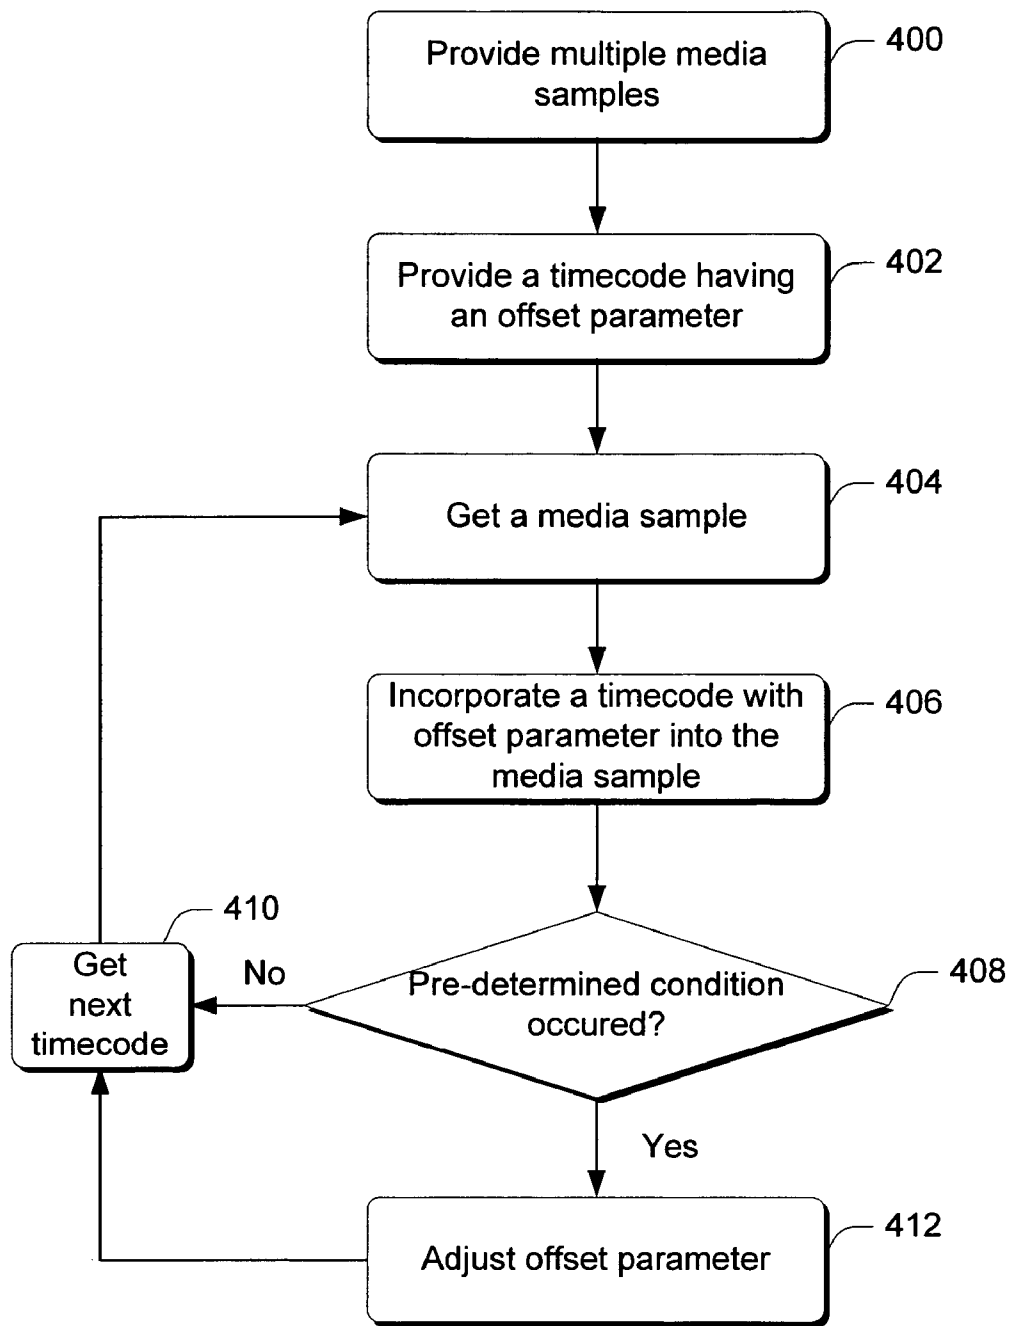 Provide multiple media
samples
400
Provide a timecode having
an offset parameter
402
Get a media sample
404
Incorporate a timecode with
offset parameter into the
media sample
406
Pre-determined condition
occured?
408
No
Get
next
timecode
410
Yes
Adjust offset parameter
412